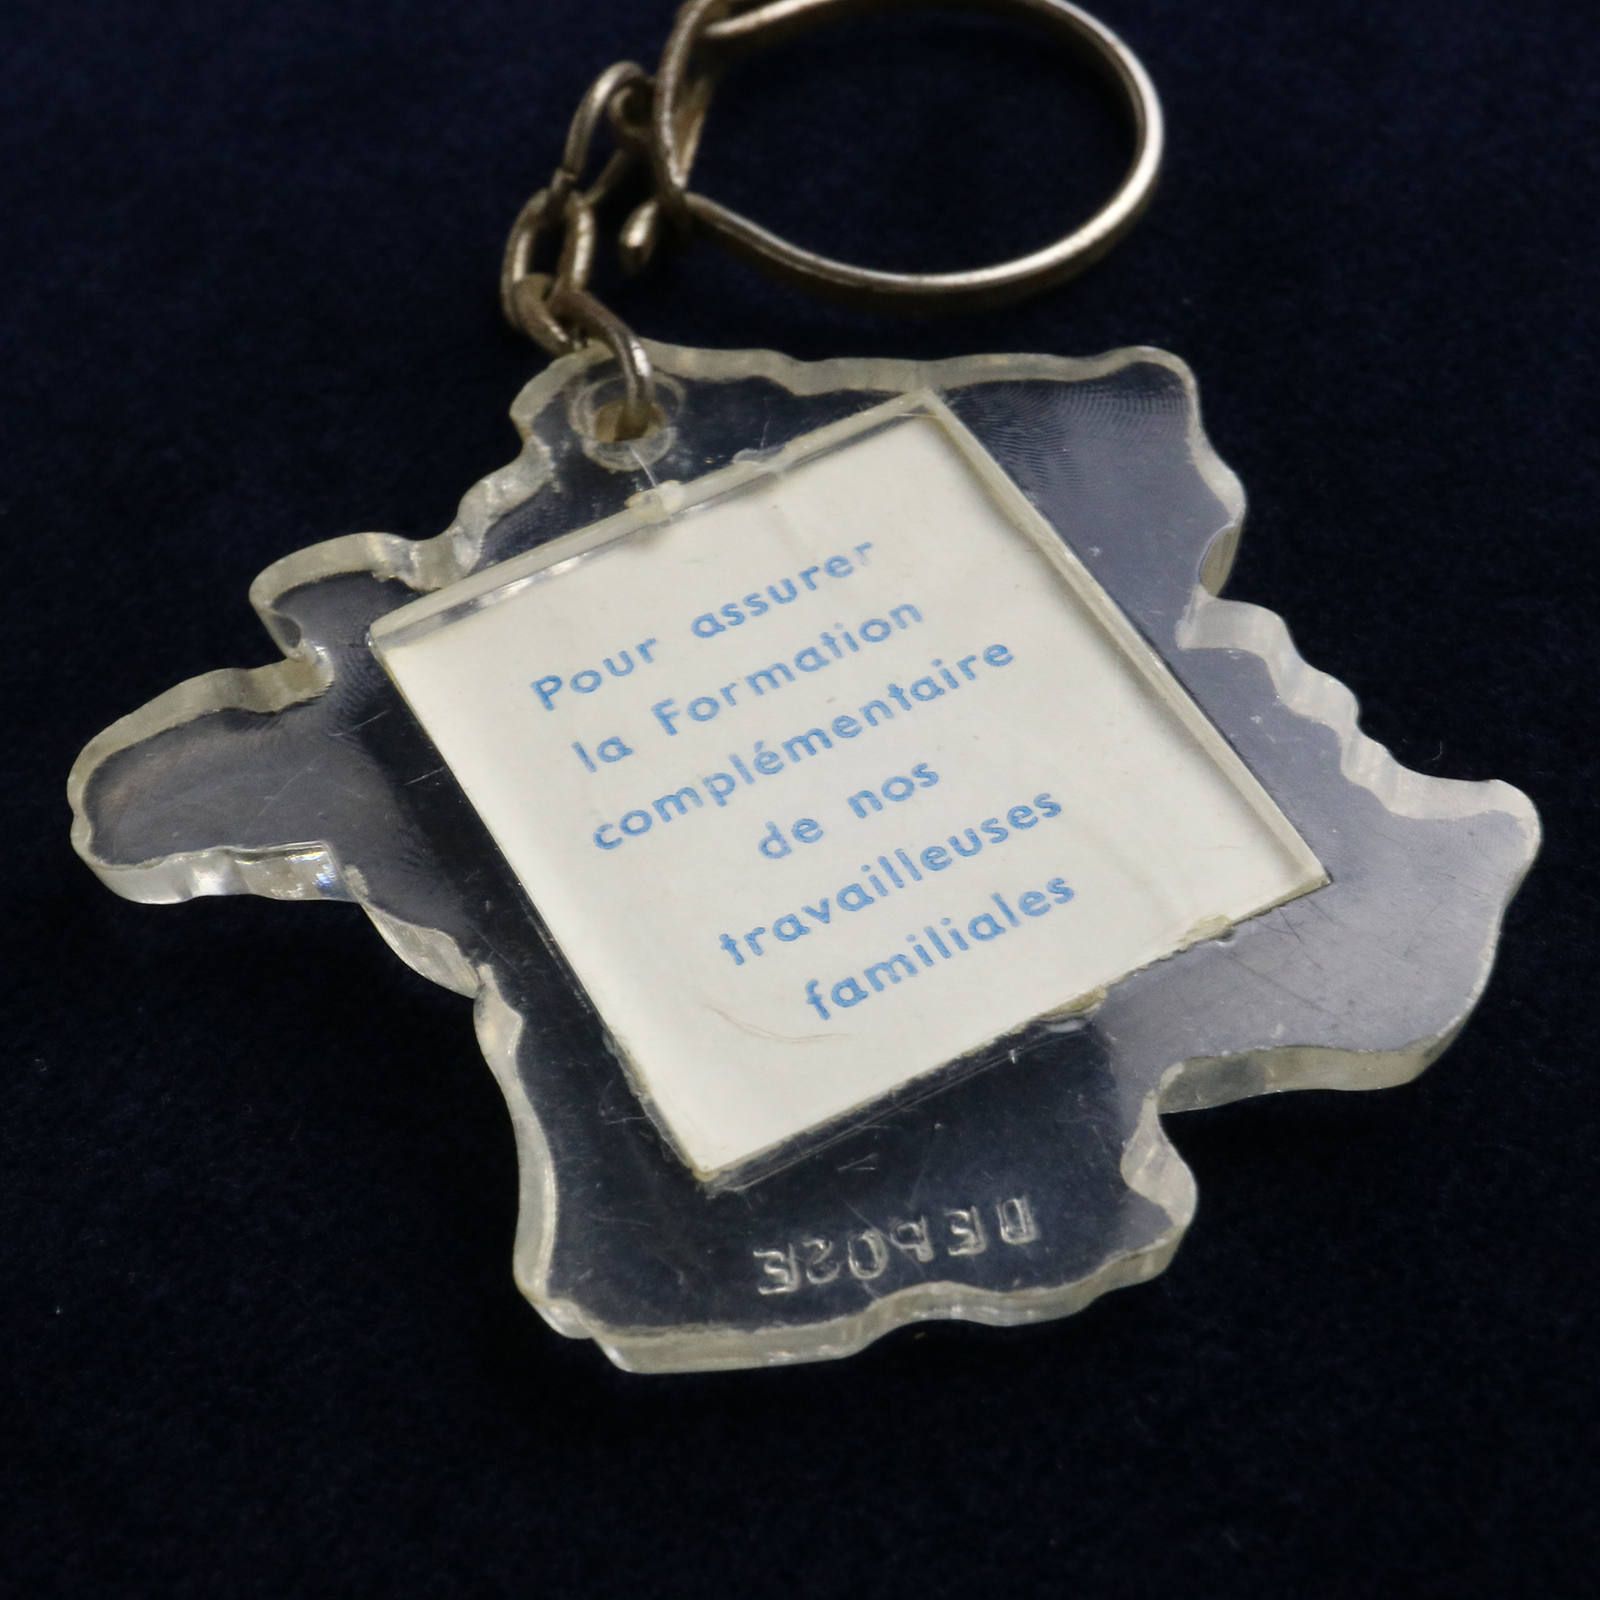 Pour assurer
la Formation
complémentaire
de nos
travailleuses
familiales
DEPOSE